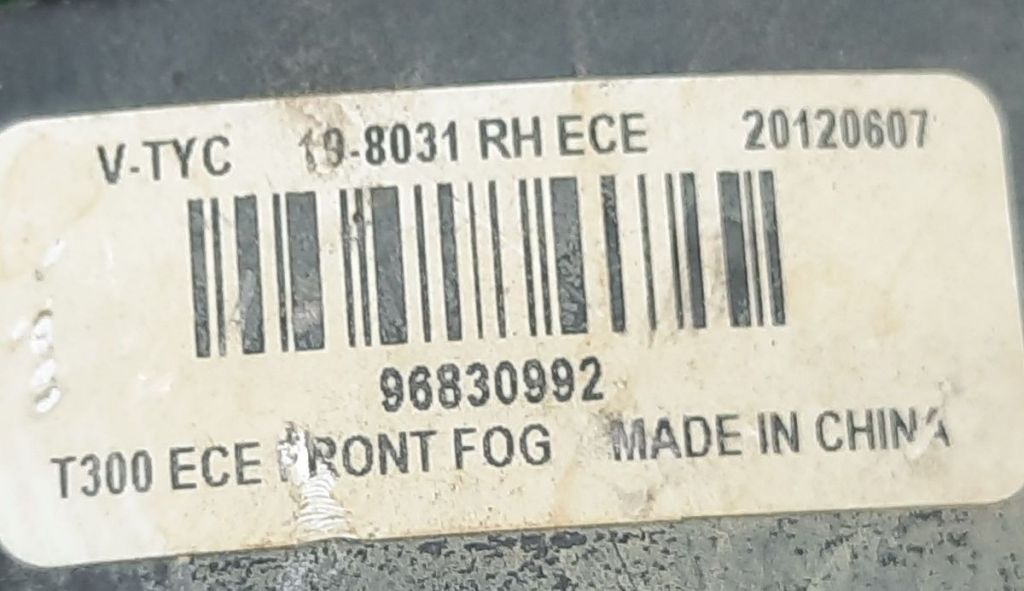 V-TYC 19-8031 RH ECE 20120607
96830992
T300 ECE FRONT FOG MADE IN CHINA